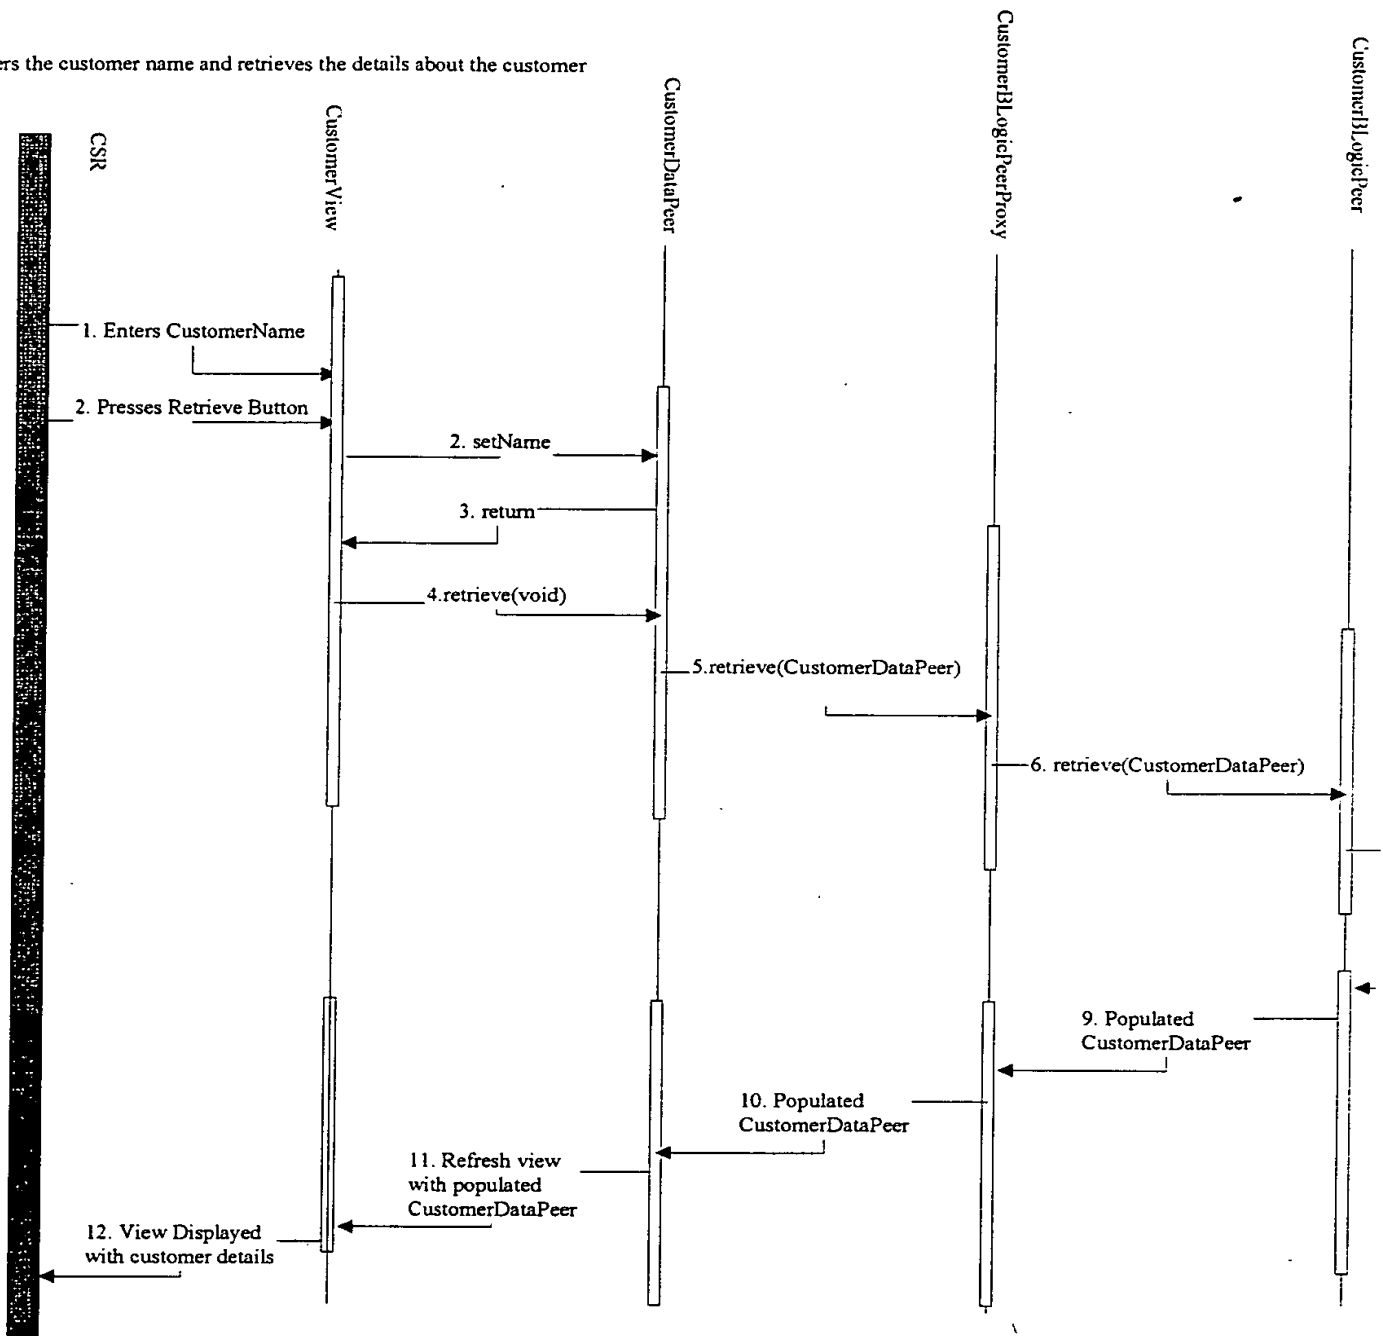 ers the customer name and retrieves the details about the customer
CSR
CustomerView
CustomerDataPeer
CustomerBLogicPeerProxy
CustomerBLogicPeer
1. Enters CustomerName
2. Presses Retrieve Button
2. setName
3. return
4.retrieve(void)
5.retrieve(CustomerDataPeer)
6. retrieve(CustomerDataPeer)
9. Populated
CustomerDataPeer
10. Populated
CustomerDataPeer
11. Refresh view
with populated
CustomerDataPeer
12. View Displayed
with customer details